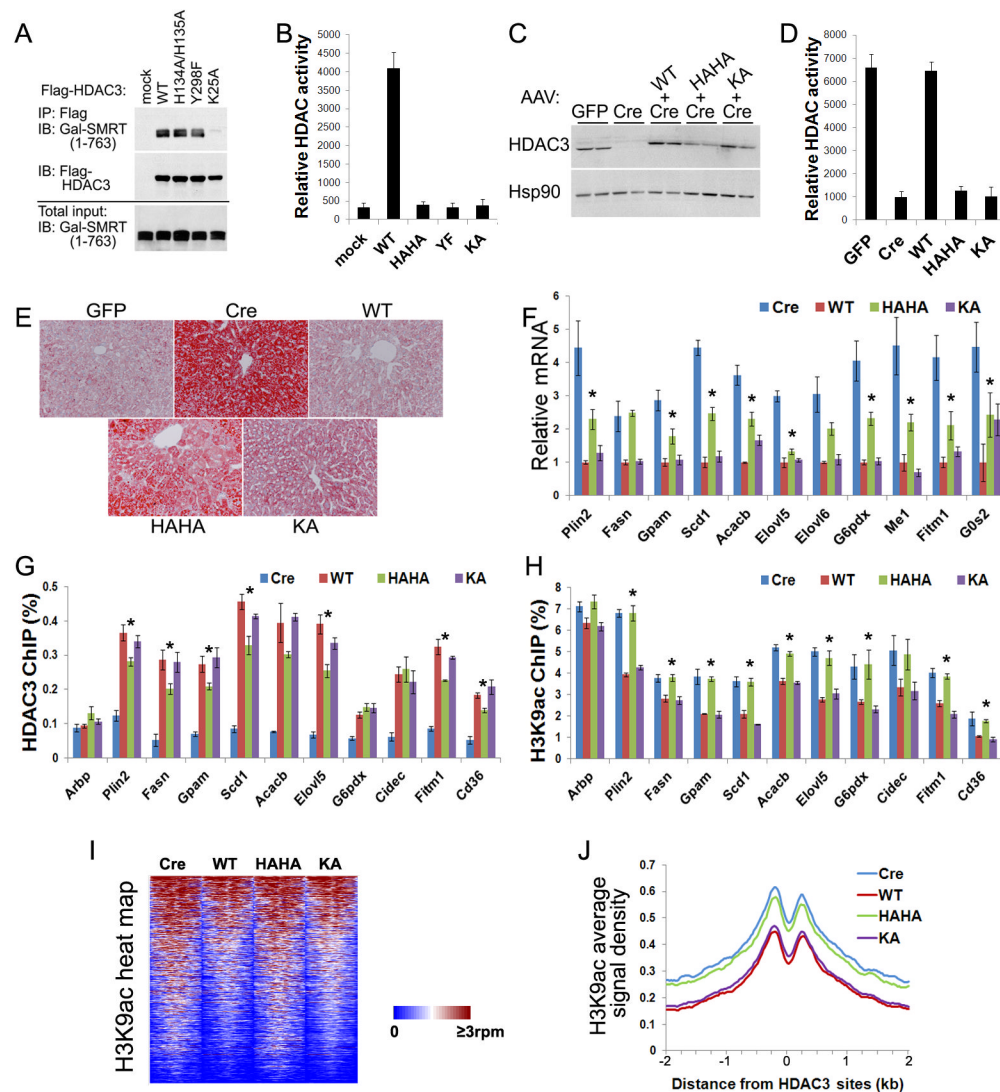 A
Flag-HDAC3:
mock
WT
H134A/H135A
Y298F
K25A
IP: Flag
IB: Gal-SMRT
(1-763)
IB: Flag-
HDAC3
Total input:
IB: Gal-SMRT
(1-763)
B
Relative HDAC activity
5000
4500
4000
3500
3000
2500
2000
1500
1000
500
0
mock
WT
HAHA
YF
KA
C
AAV:
GFP
Cre
WT
+
Cre
HAHA
+
Cre
KA
+
Cre
HDAC3
Hsp90
D
Relative HDAC activity
8000
7000
6000
5000
4000
3000
2000
1000
0
GFP
Cre
WT
HAHA
KA
E
GFP
Cre
WT
HAHA
KA
F
Relative mRNA
Cre
WT
HAHA
KA
6
5
4
3
2
1
0
* * * * * * * * *
Plin2
Fasn
Gpam
Scd1
Acacb
Elovl5
Elovl6
G6pdx
Me1
Fitm1
G0s2
G
HDAC3 ChIP (%)
Cre
WT
HAHA
KA
0.5
0.4
0.3
0.2
0.1
0
* * * * * * *
Arbp
Plin2
Fasn
Gpam
Scd1
Acacb
Elovl5
G6pdx
Cidec
Fitm1
Cd36
H
H3K9ac ChIP (%)
Cre
WT
HAHA
KA
8
7
6
5
4
3
2
1
0
* * * * * * * * *
Arbp
Plin2
Fasn
Gpam
Scd1
Acacb
Elovl5
G6pdx
Cidec
Fitm1
Cd36
I
H3K9ac heat map
Cre
WT
HAHA
KA
0
≥3rpm
J
H3K9ac average
signal density
0.7
0.6
0.5
0.4
0.3
0.2
0.1
0
Cre
WT
HAHA
KA
-2
-1
0
1
2
Distance from HDAC3 sites (kb)